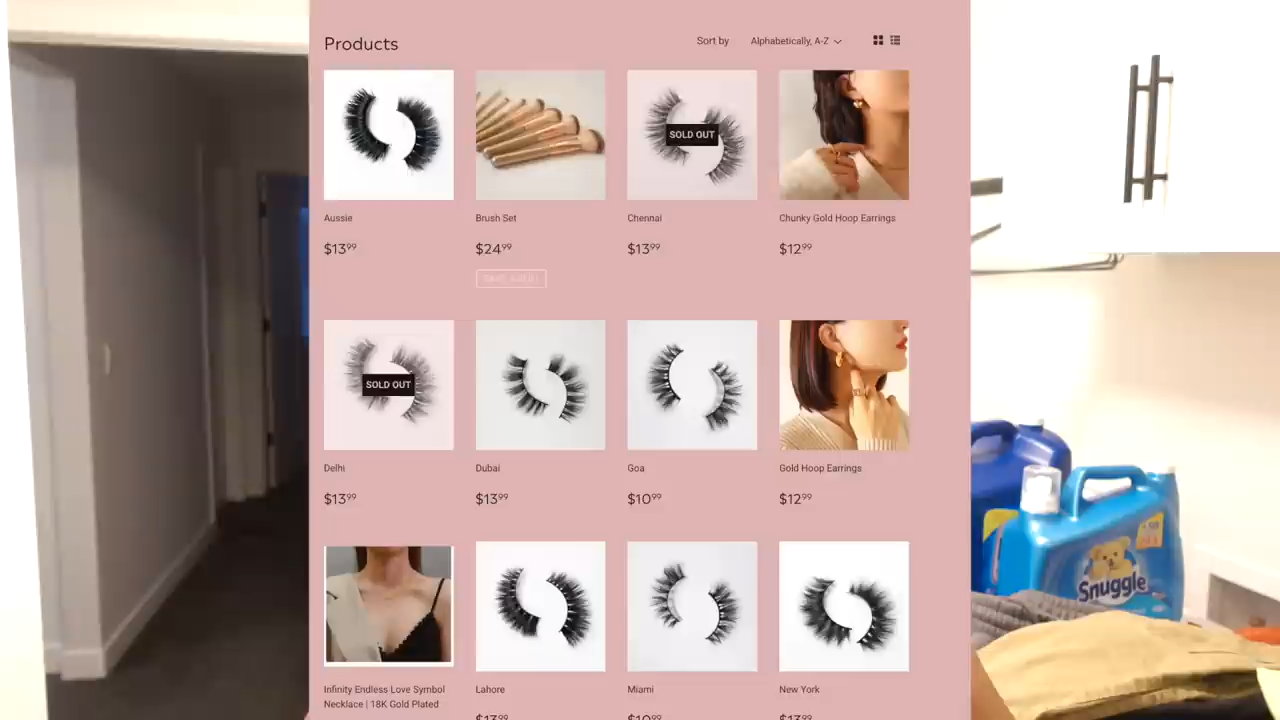 Products
Sort by
Alphabetically, A-Z
SOLD OUT
Aussie
Brush Set
Chennai
Chunky Gold Hoop Earrings
$13.99
$24.99
$13.99
$12.99
SOLD OUT
Delhi
Dubai
Goa
Gold Hoop Earrings
$13.99
$13.99
$10.99
$12.99
Snuggle
Infinity Endless Love Symbol
Necklace | 18K Gold Plated
Lahore
Miami
New York